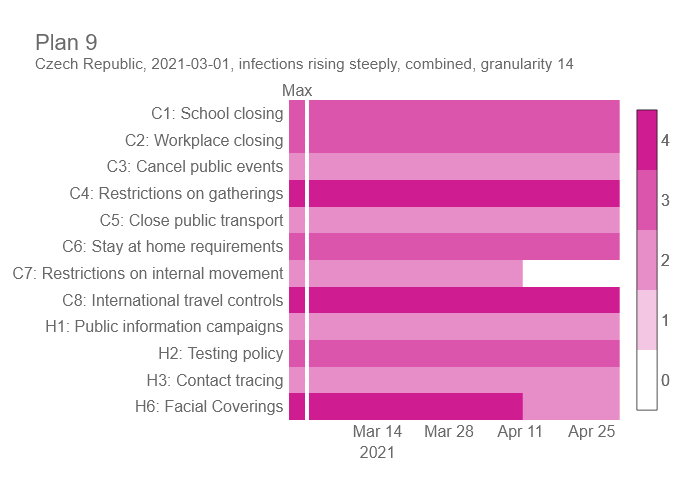 Plan 9
Czech Republic, 2021-03-01, infections rising steeply, combined, granularity 14
Max
C1: School closing
C2: Workplace closing
C3: Cancel public events
C4: Restrictions on gatherings
C5: Close public transport
C6: Stay at home requirements
C7: Restrictions on internal movement
C8: International travel controls
H1: Public information campaigns
H2: Testing policy
H3: Contact tracing
H6: Facial Coverings
4
3
2
1
0
Mar 14 Mar 28 Apr 11 Apr 25
2021